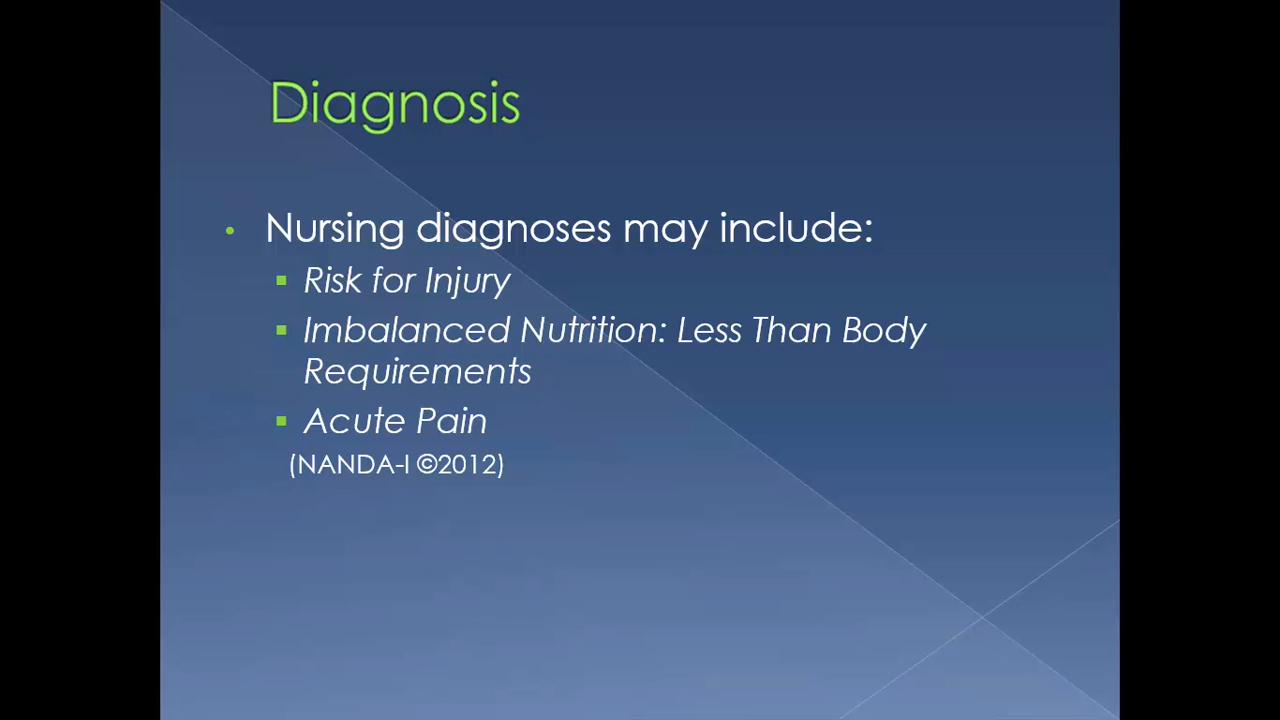 Diagnosis
• Nursing diagnoses may include:
▪ Risk for Injury
▪ Imbalanced Nutrition: Less Than Body
Requirements
▪ Acute Pain
(NANDA-I ©2012)